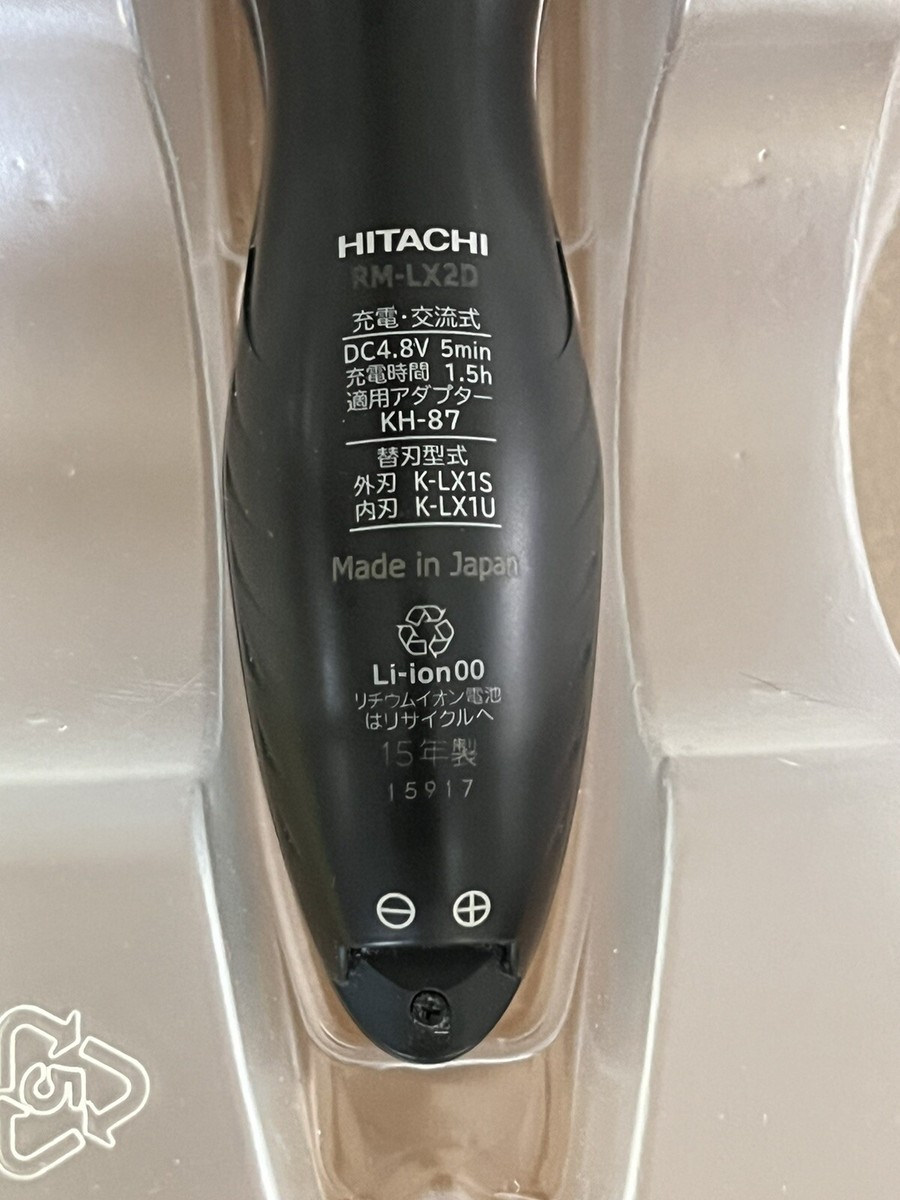 HITACHI
RM-LX2D
充電・交流式
DC4.8V 5min
充電時間 1.5h
適用アダプター
KH-87
替刃型式
外刃 K-LX1S
内刃 K-LX1U
Made in Japan
Li-ion00
リチウムイオン電池
はリサイクルへ
15年製
15917
⊖ ⊕
5